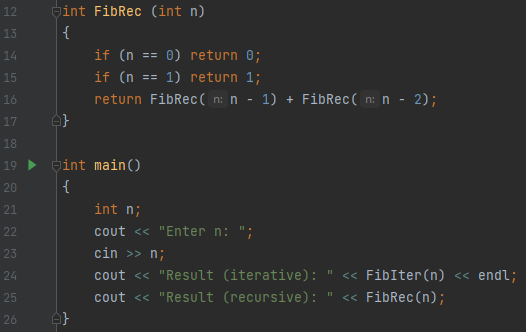 12 int FibRec (int n)
13 {
14 if (n == 0) return 0;
15 if (n == 1) return 1;
16 return FibRec(n: n - 1) + FibRec(n: n - 2);
17 }
18
19 int main()
20 {
21 int n;
22 cout << "Enter n: ";
23 cin >> n;
24 cout << "Result (iterative): " << FibIter(n) << endl;
25 cout << "Result (recursive): " << FibRec(n);
26 }